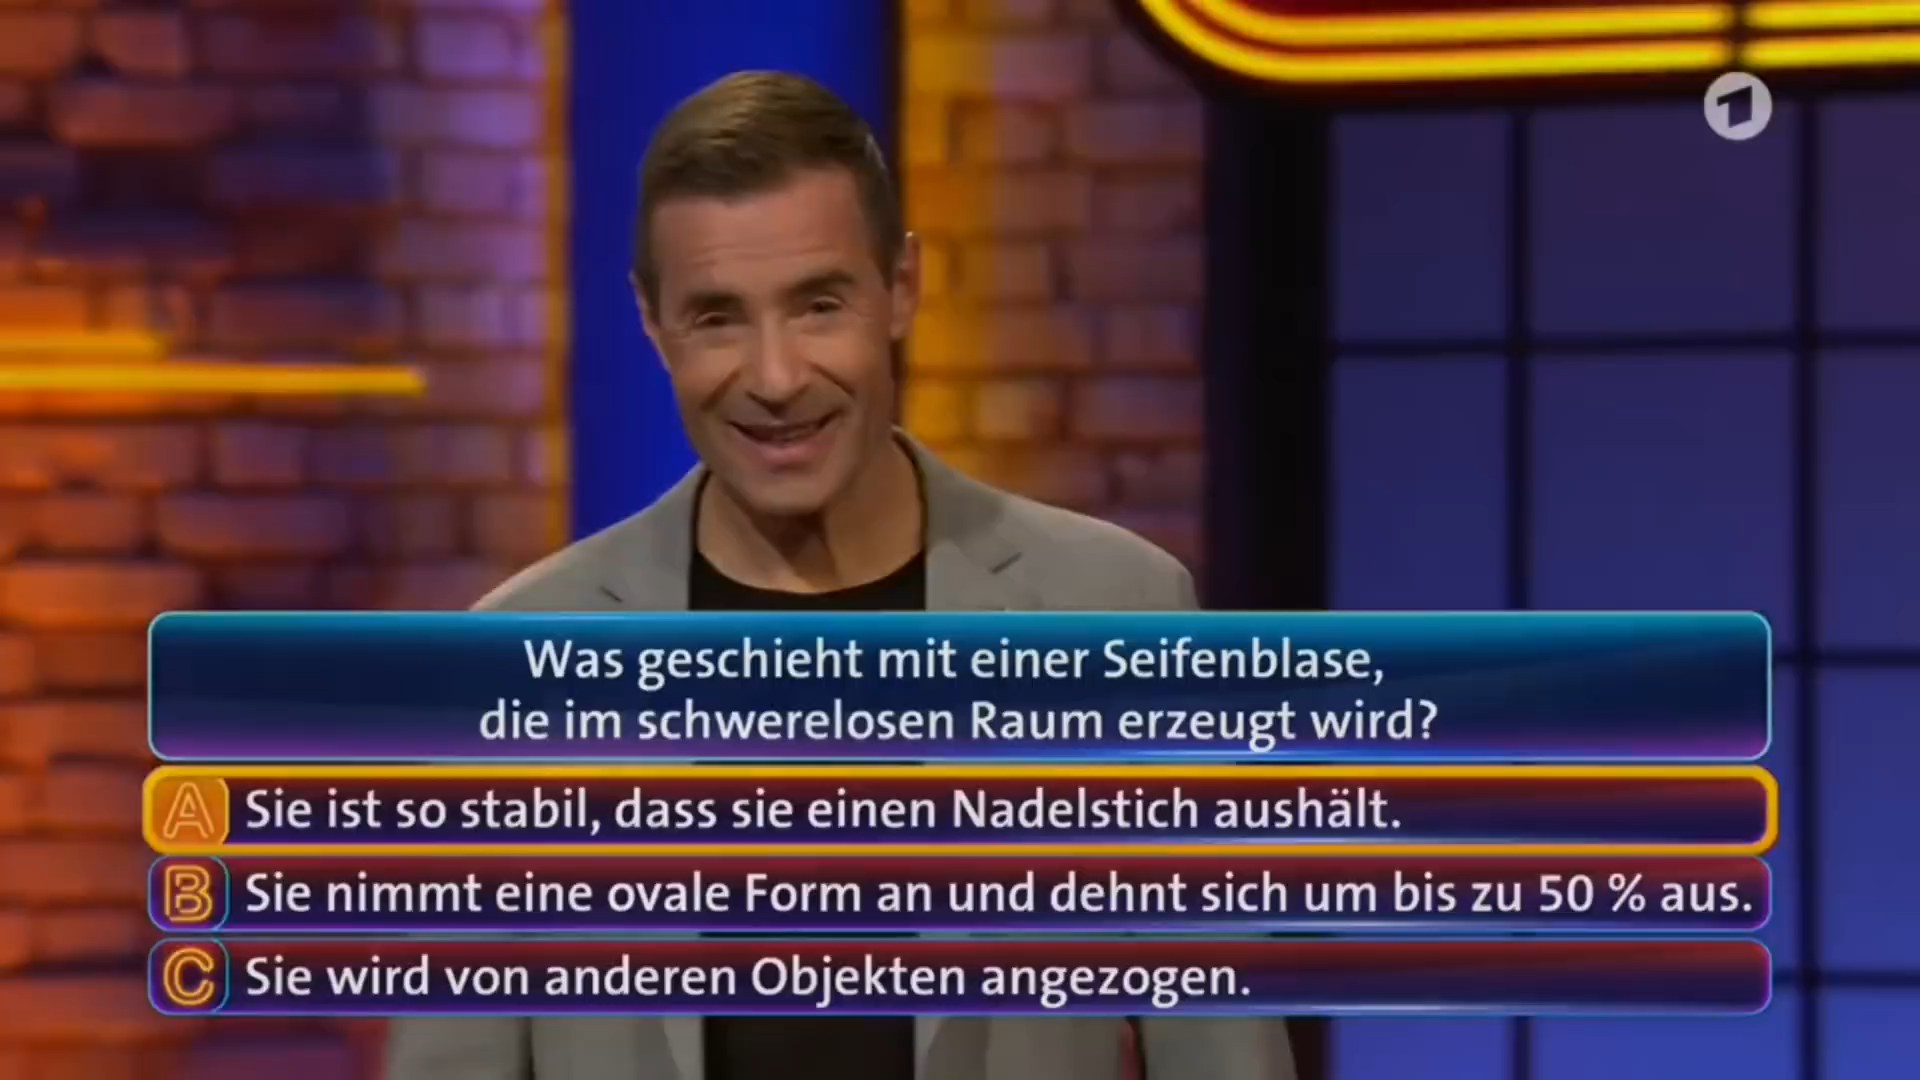 Was geschieht mit einer Seifenblase,
die im schwerelosen Raum erzeugt wird?
A Sie ist so stabil, dass sie einen Nadelstich aushält.
B Sie nimmt eine ovale Form an und dehnt sich um bis zu 50 % aus.
C Sie wird von anderen Objekten angezogen.